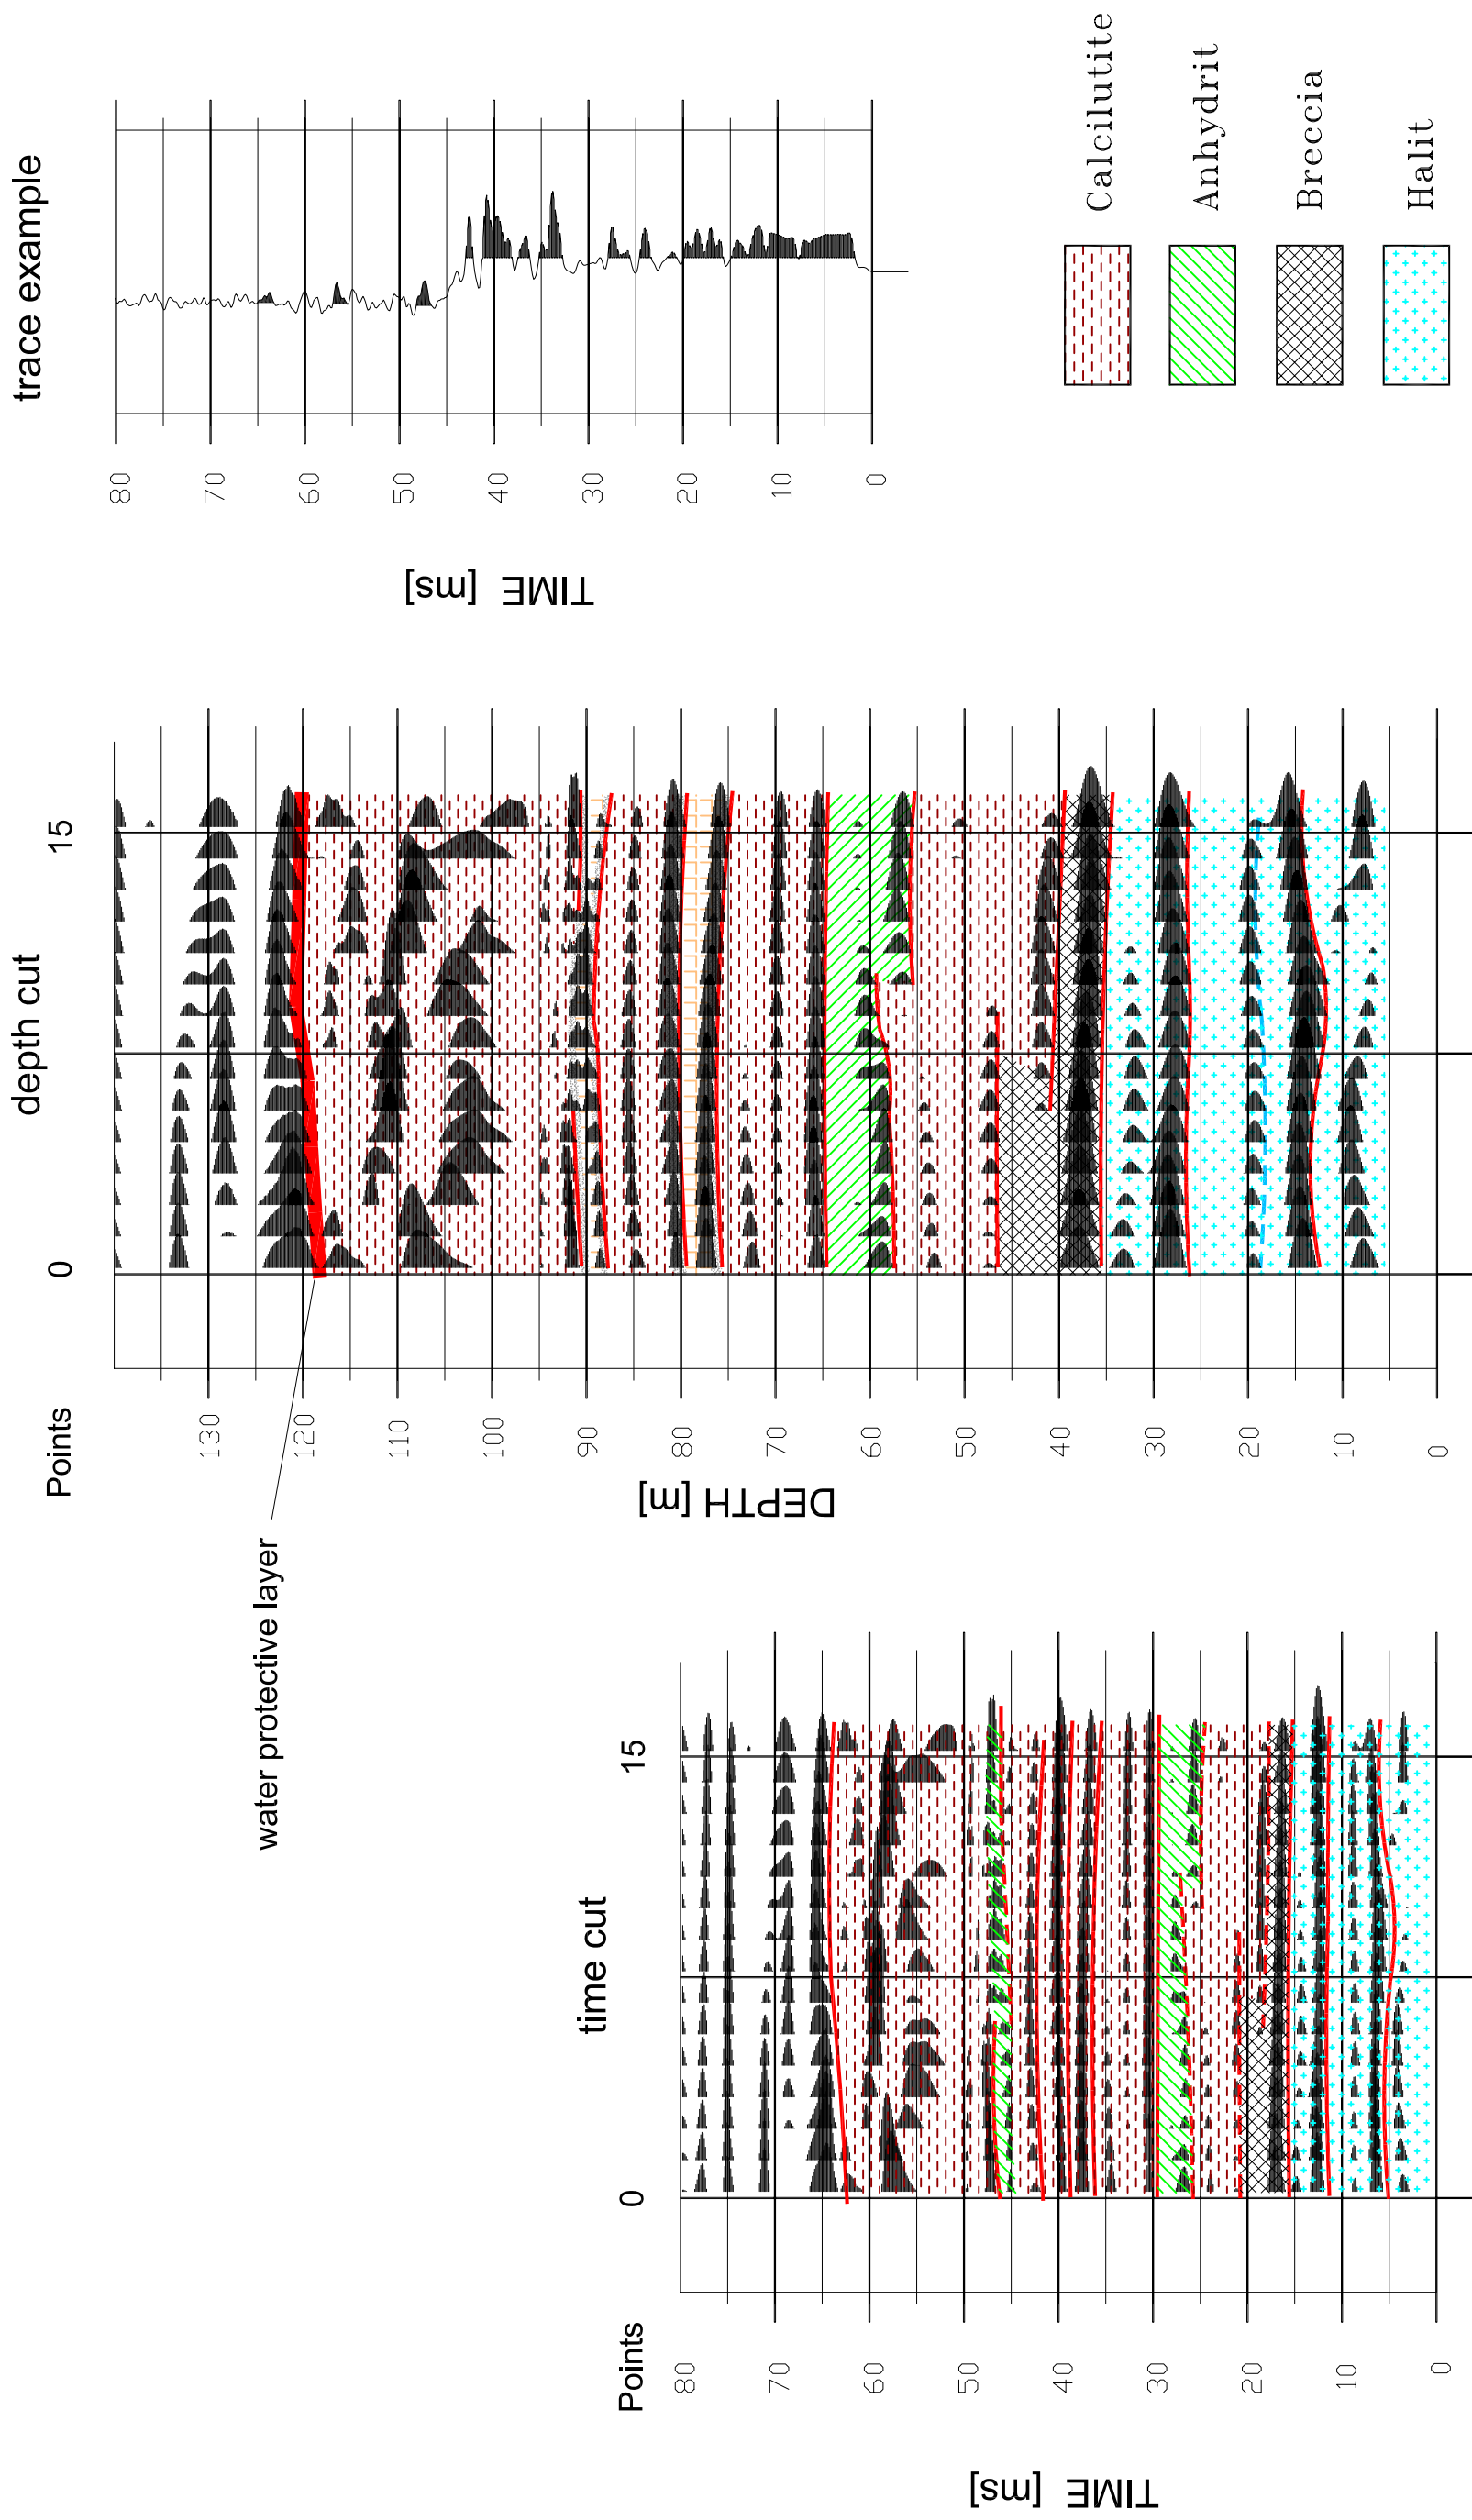 time cut
Points
0
15
80
70
60
50
40
30
20
10
0
TIME [ms]
water protective layer
depth cut
Points
0
15
130
120
110
100
90
80
70
60
50
40
30
20
10
0
DEPTH [m]
trace example
80
70
60
50
40
30
20
10
0
TIME [ms]
Calcilutite
Anhydrit
Breccia
Halit